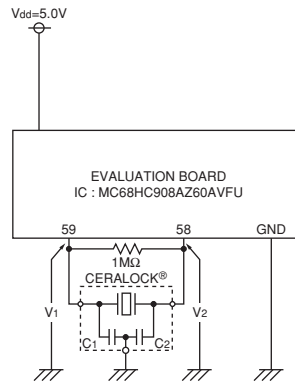 Vdd=5.0V
EVALUATION BOARD
IC : MC68HC908AZ60AVFU
59
58
GND
1MΩ
CERALOCK®
V1
V2
C1
C2